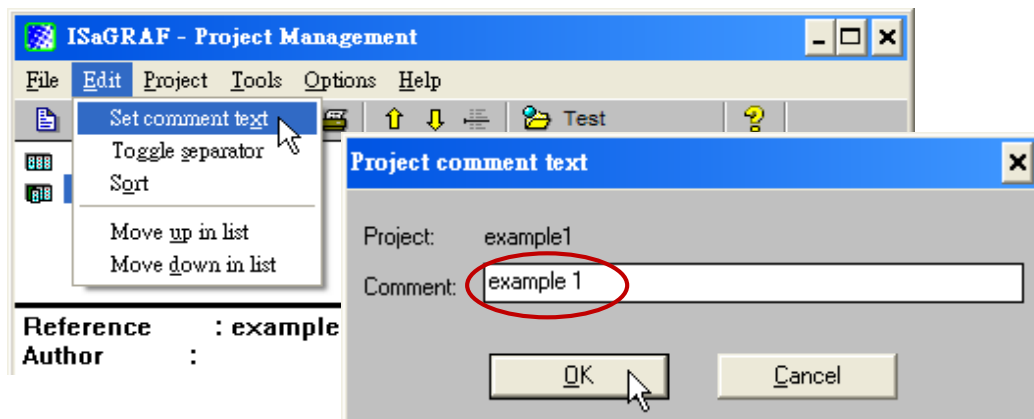 ISaGRAF - Project Management
File Edit Project Tools Options Help
Set comment text
Test
Toggle separator
Sort
Move up in list
Move down in list
Reference : example
Author :
Project comment text
Project: example1
Comment: example 1
OK Cancel